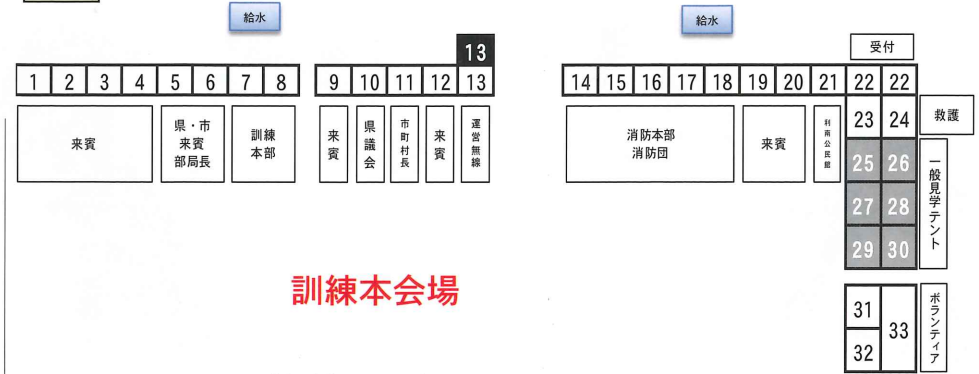 給水
給水
13
受付
1 2 3 4 5 6 7 8 9 10 11 12 13 14 15 16 17 18 19 20 21 22 22
来賓
県・市
来賓
部局長
訓練
本部
来賓
県議会
市町村長
来賓
運営無線
消防本部
消防団
来賓
利南公民館
23 24
救護
25 26
27 28
29 30
一般見学テント
訓練本会場
31
32
33
ボランティア